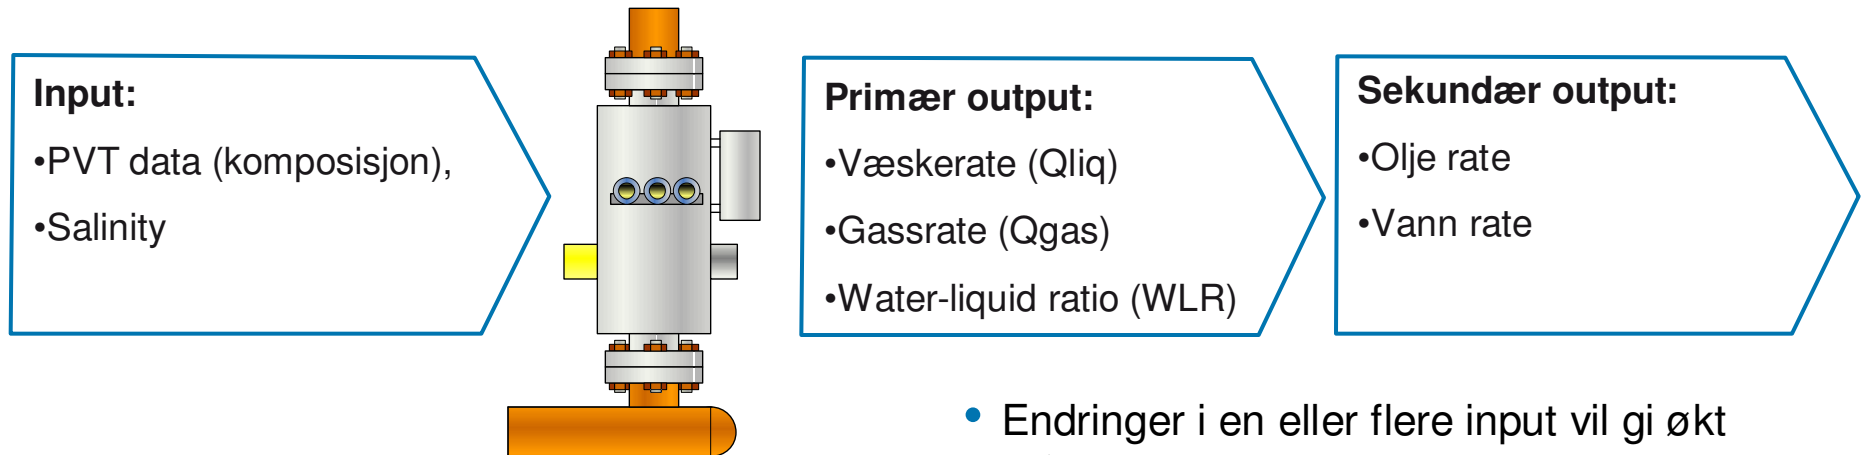 Input:
•PVT data (komposisjon),
•Salinity
Primær output:
•Væskerate (Qliq)
•Gassrate (Qgas)
•Water-liquid ratio (WLR)
Sekundær output:
•Olje rate
•Vann rate
• Endringer i en eller flere input vil gi økt